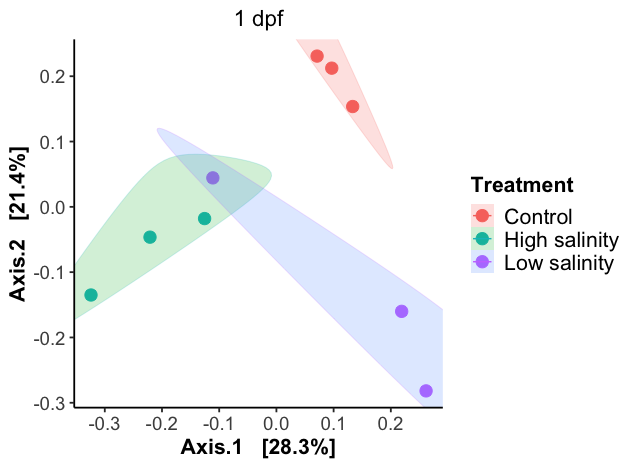 1 dpf
0.2
0.1
0.0
-0.1
-0.2
-0.3
Axis.2 [21.4%]
-0.3 -0.2 -0.1 0.0 0.1 0.2
Axis.1 [28.3%]
Treatment
Control
High salinity
Low salinity